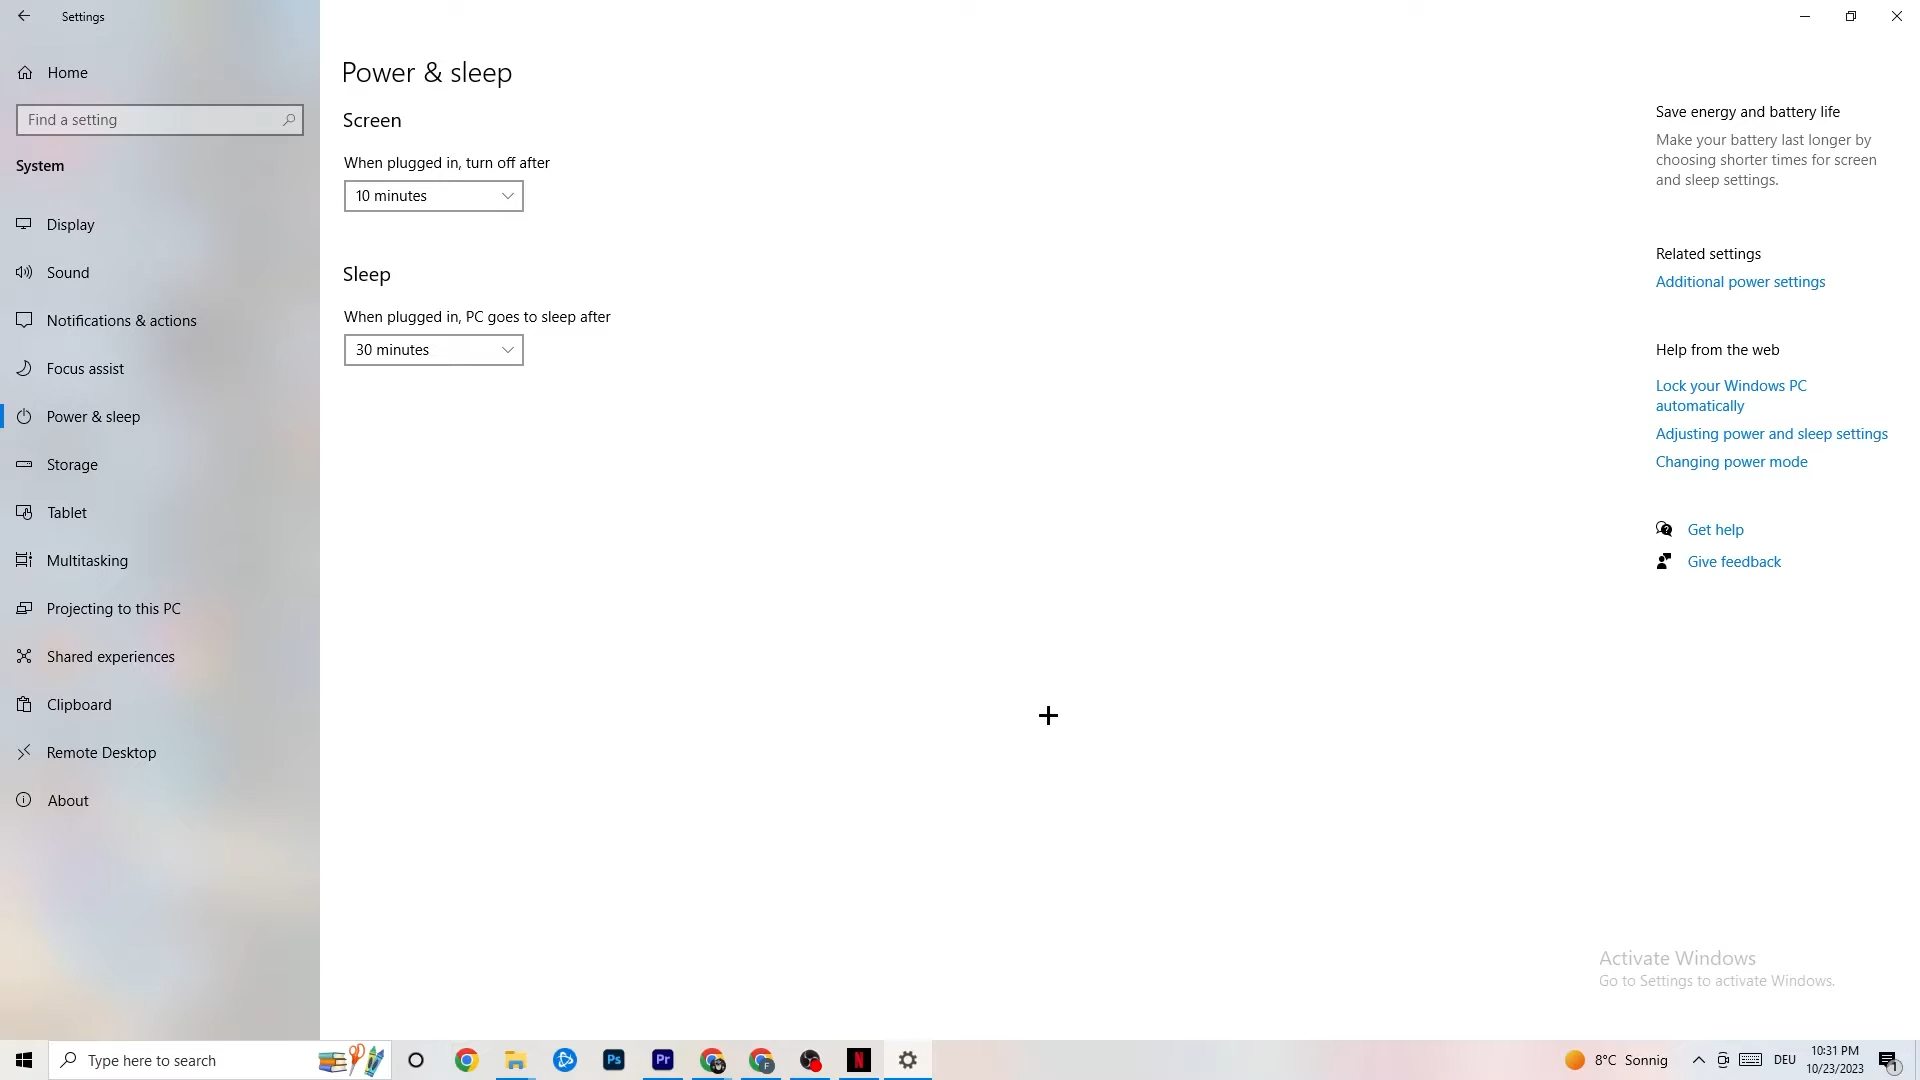 Settings
Home
Find a setting
System
Display
Sound
Notifications & actions
Focus assist
Power & sleep
Storage
Tablet
Multitasking
Projecting to this PC
Shared experiences
Clipboard
Remote Desktop
About
Power & sleep
Screen
When plugged in, turn off after
10 minutes
Sleep
When plugged in, PC goes to sleep after
30 minutes
Save energy and battery life
Make your battery last longer by
choosing shorter times for screen
and sleep settings.
Related settings
Additional power settings
Help from the web
Lock your Windows PC
automatically
Adjusting power and sleep settings
Changing power mode
Get help
Give feedback
Activate Windows
Go to Settings to activate Windows.
Type here to search
Ps
Pr
F
N
8°C Sonnig
DEU
10:31 PM
10/23/2023
1